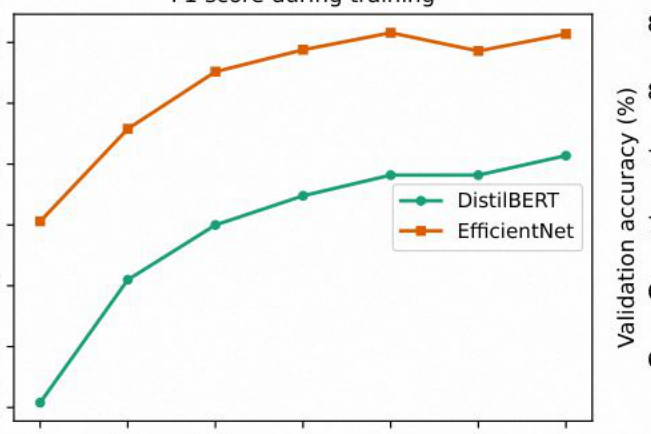 F1 score during training
DistilBERT
EfficientNet
Validation accuracy (%)